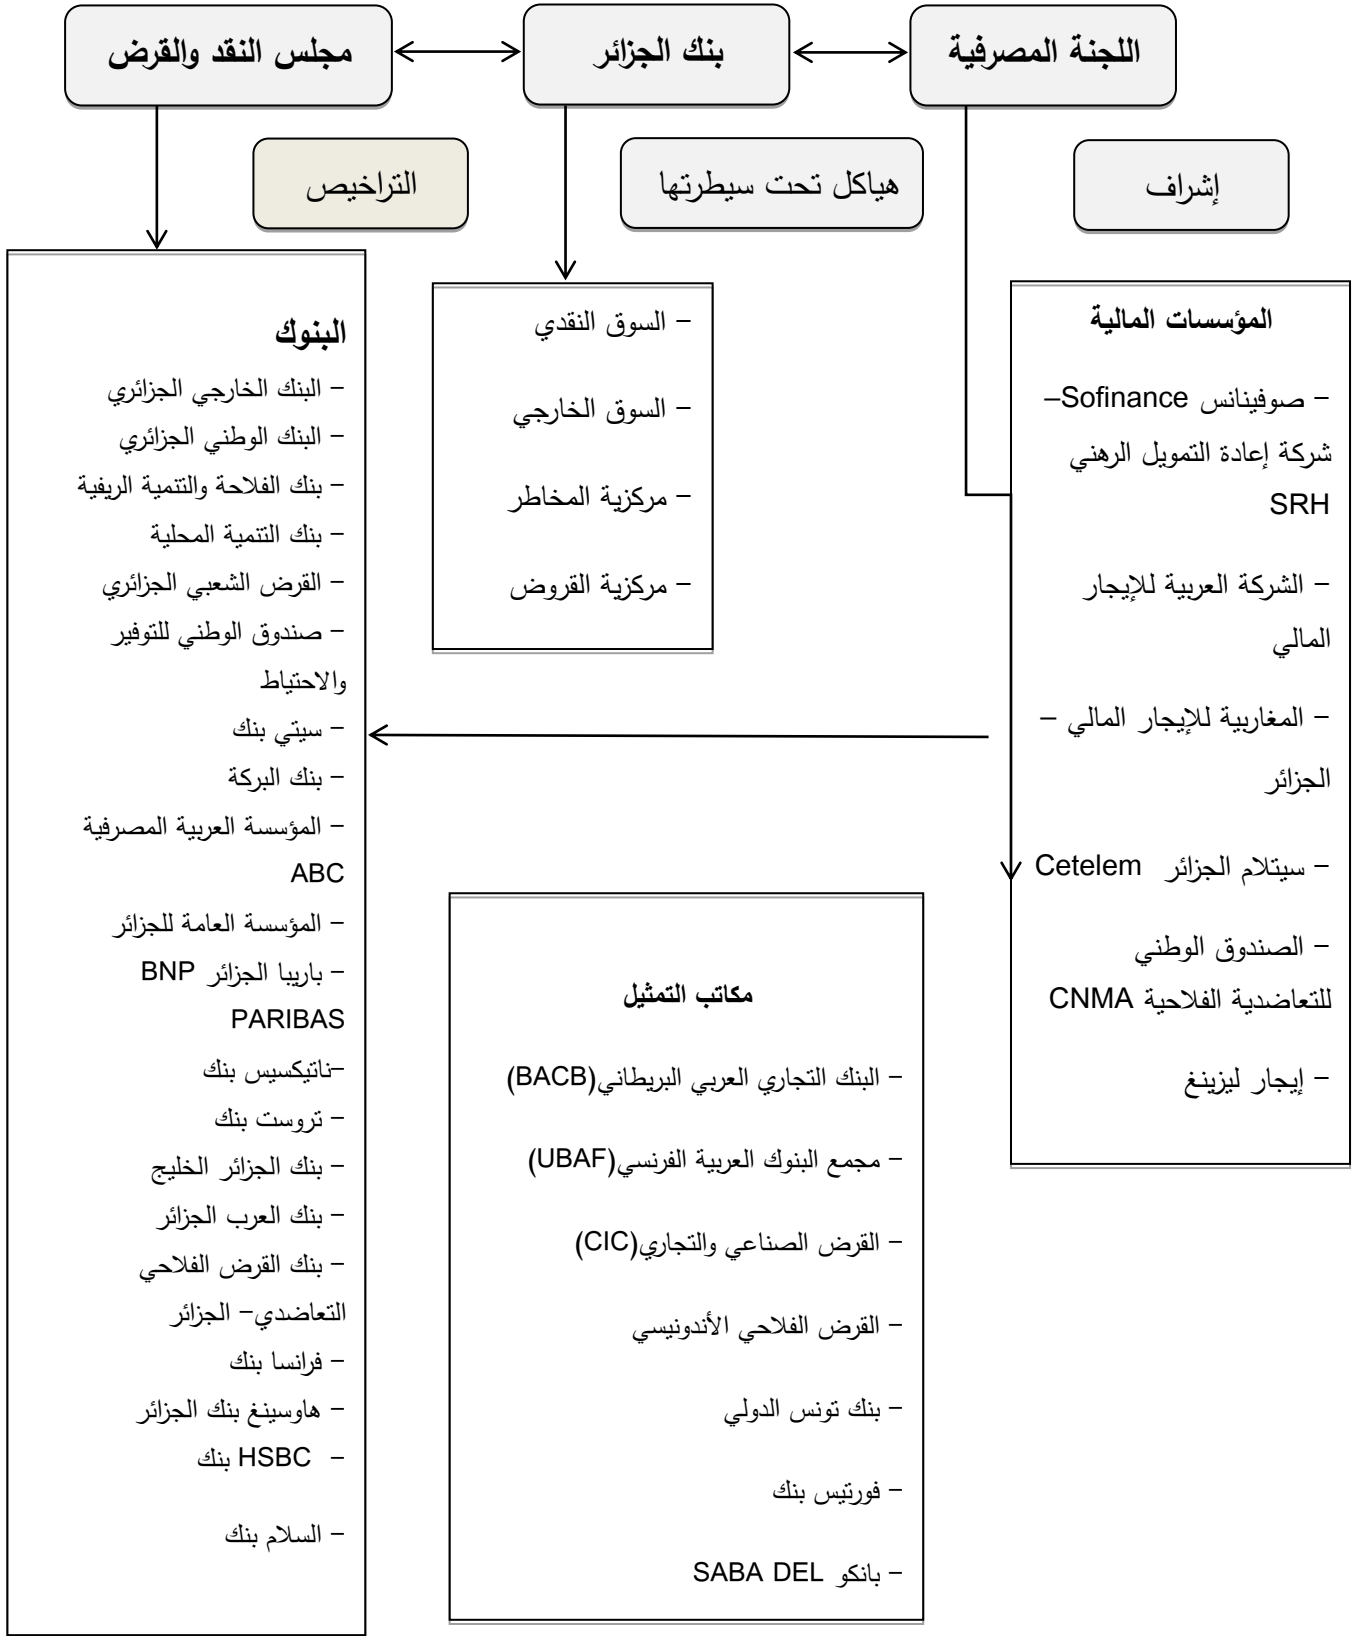 اللجنة المصرفية
بنك الجزائر
مجلس النقد والقرض
إشراف
هياكل تحت سيطرتها
التراخيص
المؤسسات المالية
– صوفينانس Sofinance–
شركة إعادة التمويل الرهني
SRH
– الشركة العربية للإيجار
المالي
– المغاربية للإيجار المالي –
الجزائر
– سيتلام الجزائر Cetelem
– الصندوق الوطني
للتعاضدية الفلاحية CNMA
– إيجار ليزينغ
– السوق النقدي
– السوق الخارجي
– مركزية المخاطر
– مركزية القروض
مكاتب التمثيل
– البنك التجاري العربي البريطاني(BACB)
– مجمع البنوك العربية الفرنسي(UBAF)
– القرض الصناعي والتجاري(CIC)
– القرض الفلاحي الأندونيسي
– بنك تونس الدولي
– فورتيس بنك
– بانكو SABA DEL
البنوك
– البنك الخارجي الجزائري
– البنك الوطني الجزائري
– بنك الفلاحة والتنمية الريفية
– بنك التنمية المحلية
– القرض الشعبي الجزائري
– صندوق الوطني للتوفير
والاحتياط
– سيتي بنك
– بنك البركة
– المؤسسة العربية المصرفية
ABC
– المؤسسة العامة للجزائر
– باريبا الجزائر BNP
PARIBAS
–ناتيكسيس بنك
– تروست بنك
– بنك الجزائر الخليج
– بنك العرب الجزائر
– بنك القرض الفلاحي
التعاضدي– الجزائر
– فرانسا بنك
– هاوسينغ بنك الجزائر
– HSBC بنك
– السلام بنك